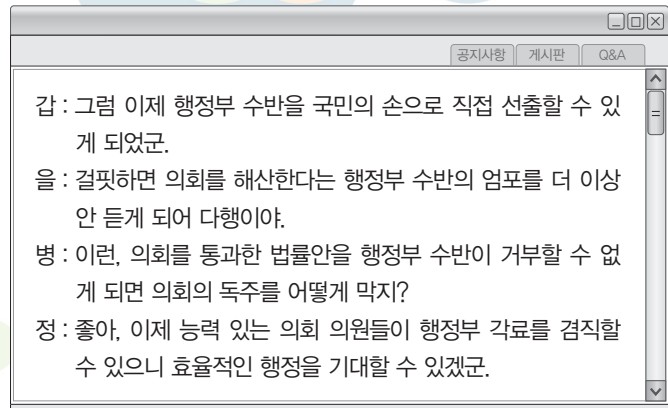 공지사항 게시판 Q&A
갑 : 그럼 이제 행정부 수반을 국민의 손으로 직접 선출할 수 있
게 되었군.
을 : 걸핏하면 의회를 해산한다는 행정부 수반의 엄포를 더 이상
안 듣게 되어 다행이야.
병 : 이런, 의회를 통과한 법률안을 행정부 수반이 거부할 수 없
게 되면 의회의 독주를 어떻게 막지?
정 : 좋아, 이제 능력 있는 의회 의원들이 행정부 각료를 겸직할
수 있으니 효율적인 행정을 기대할 수 있겠군.